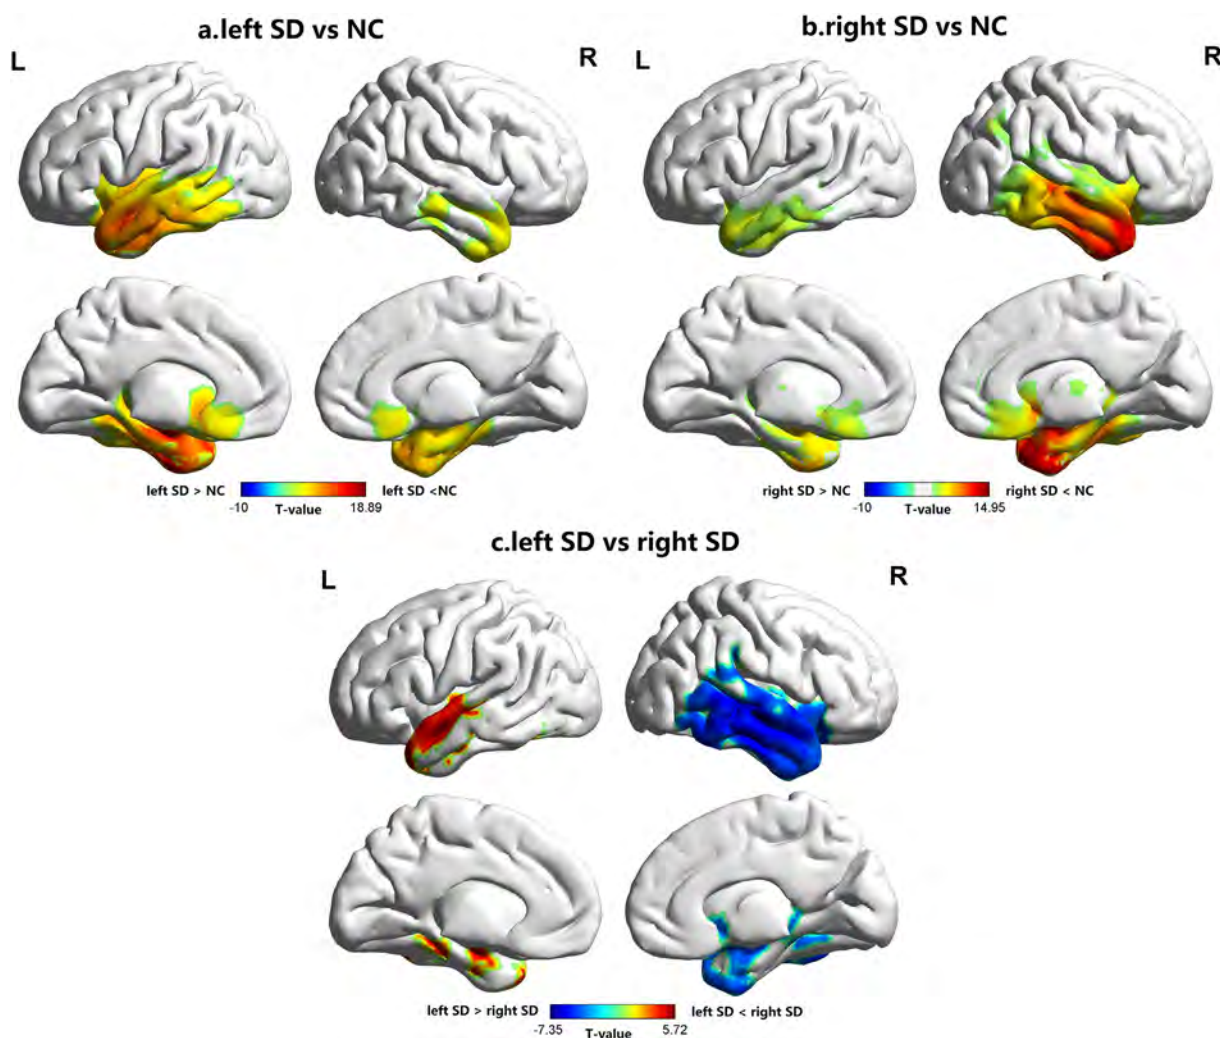 a.left SD vs NC
b.right SD vs NC
L
R
L
R
left SD > NC
left SD <NC
-10
T-value
18.89
right SD > NC
right SD < NC
-10
T-value
14.95
c.left SD vs right SD
L
R
left SD > right SD
left SD < right SD
-7.35
T-value
5.72